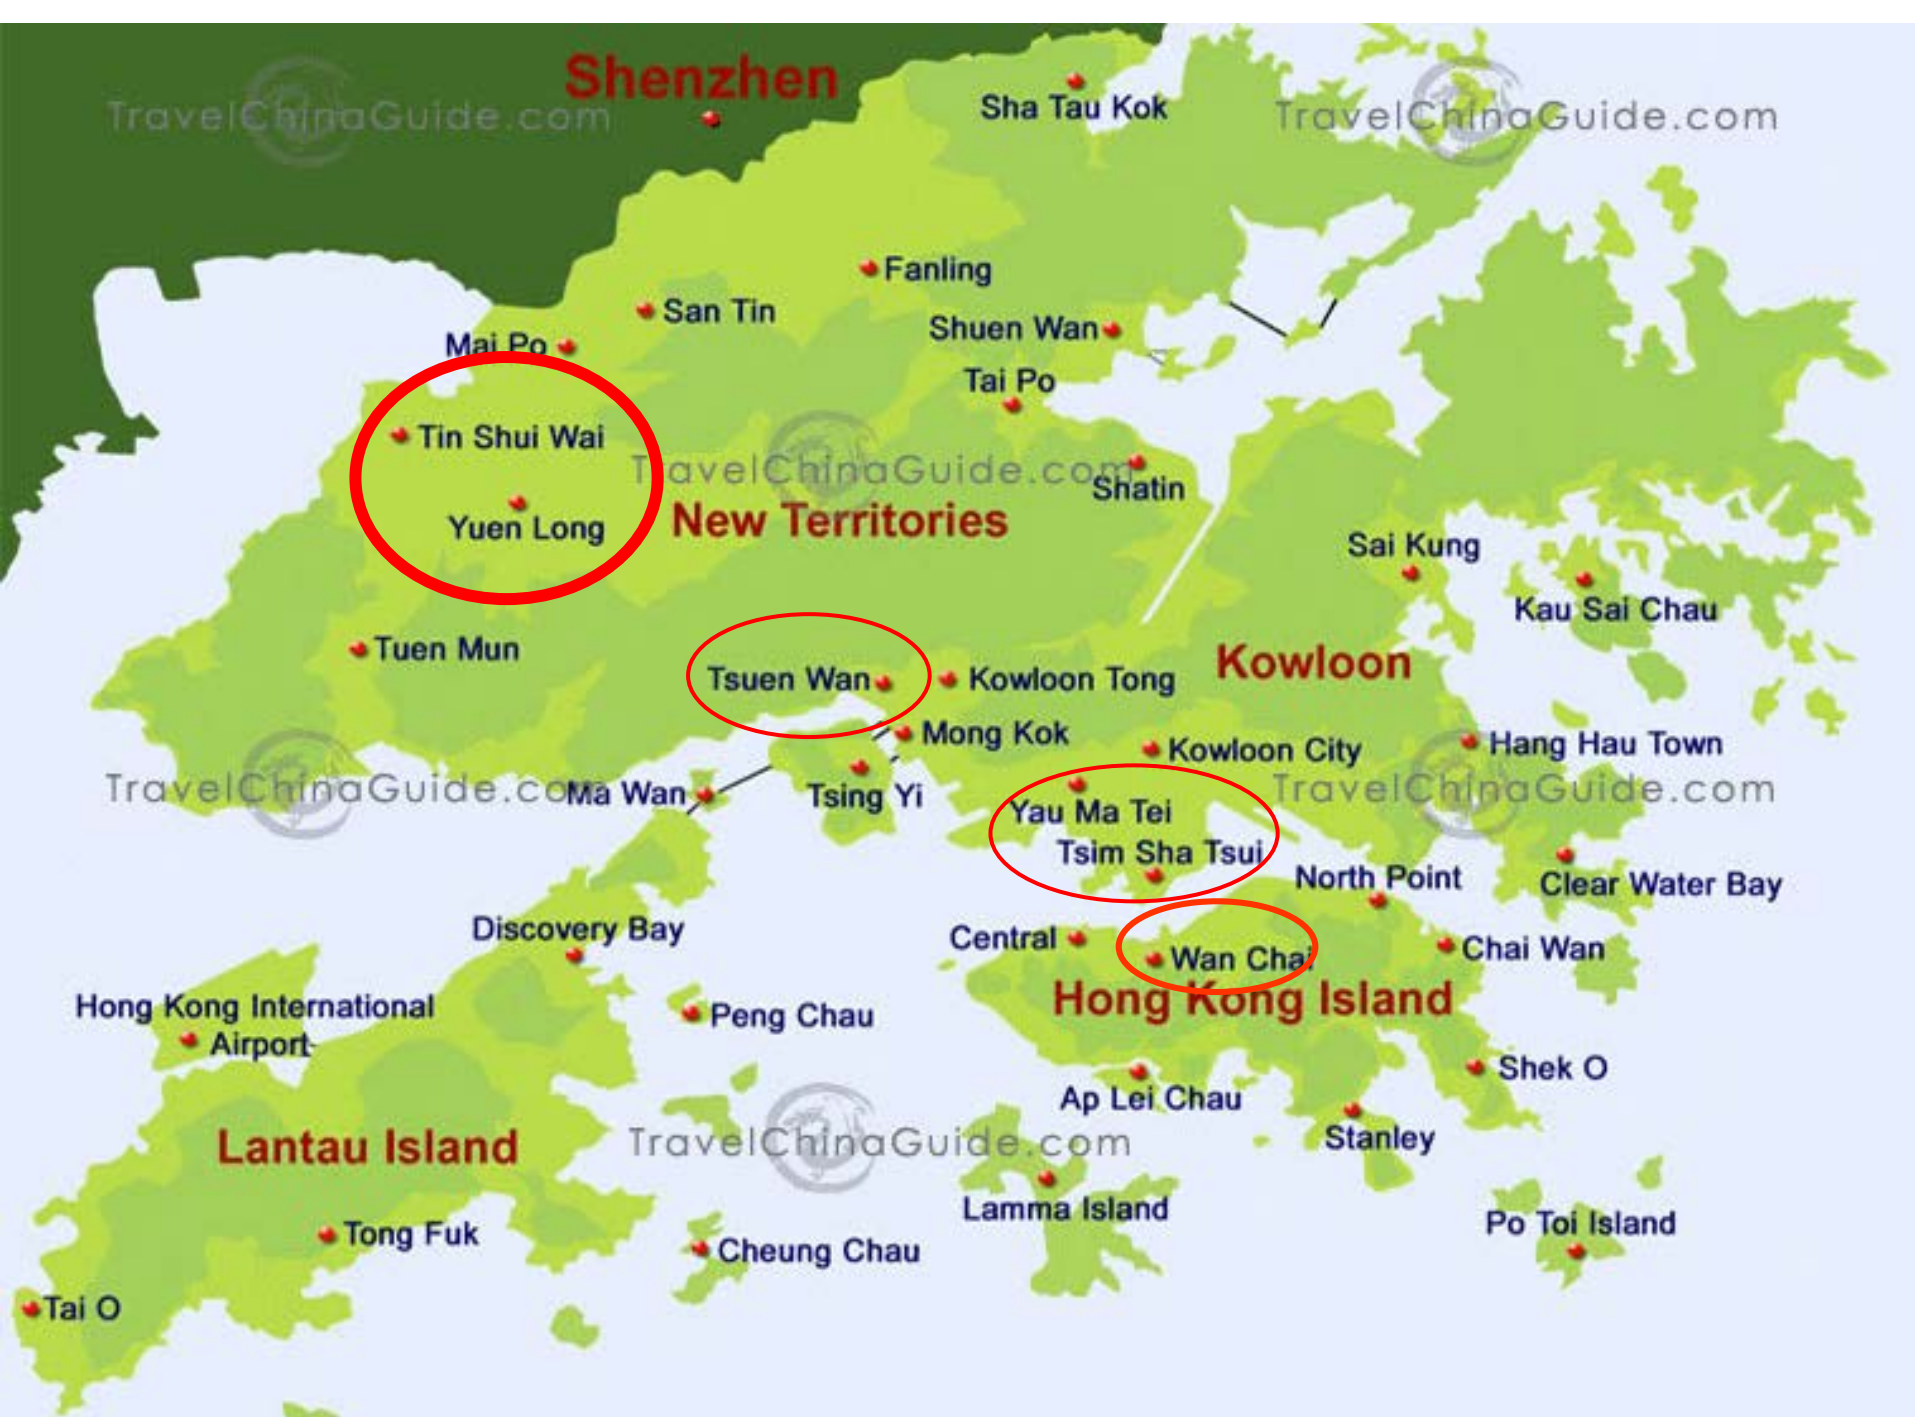 Shenzhen
TravelChinaGuide.com
Sha Tau Kok
TravelChinaGuide.com
Fanling
San Tin
Shuen Wan
Mai Po
Tai Po
Tin Shui Wai
TravelChinaGuide.com
Shatin
Yuen Long
New Territories
Sai Kung
Kau Sai Chau
Tuen Mun
Tsuen Wan
Kowloon Tong
Kowloon
Mong Kok
Kowloon City
Hang Hau Town
TravelChinaGuide.com
Ma Wan
Tsing Yi
Yau Ma Tei
TravelChinaGuide.com
Tsim Sha Tsui
North Point
Clear Water Bay
Discovery Bay
Central
Wan Chai
Chai Wan
Hong Kong International
Airport
Peng Chau
Hong Kong Island
Shek O
Ap Lei Chau
Stanley
Lantau Island
TravelChinaGuide.com
Lamma Island
Po Toi Island
Tong Fuk
Cheung Chau
Tai O